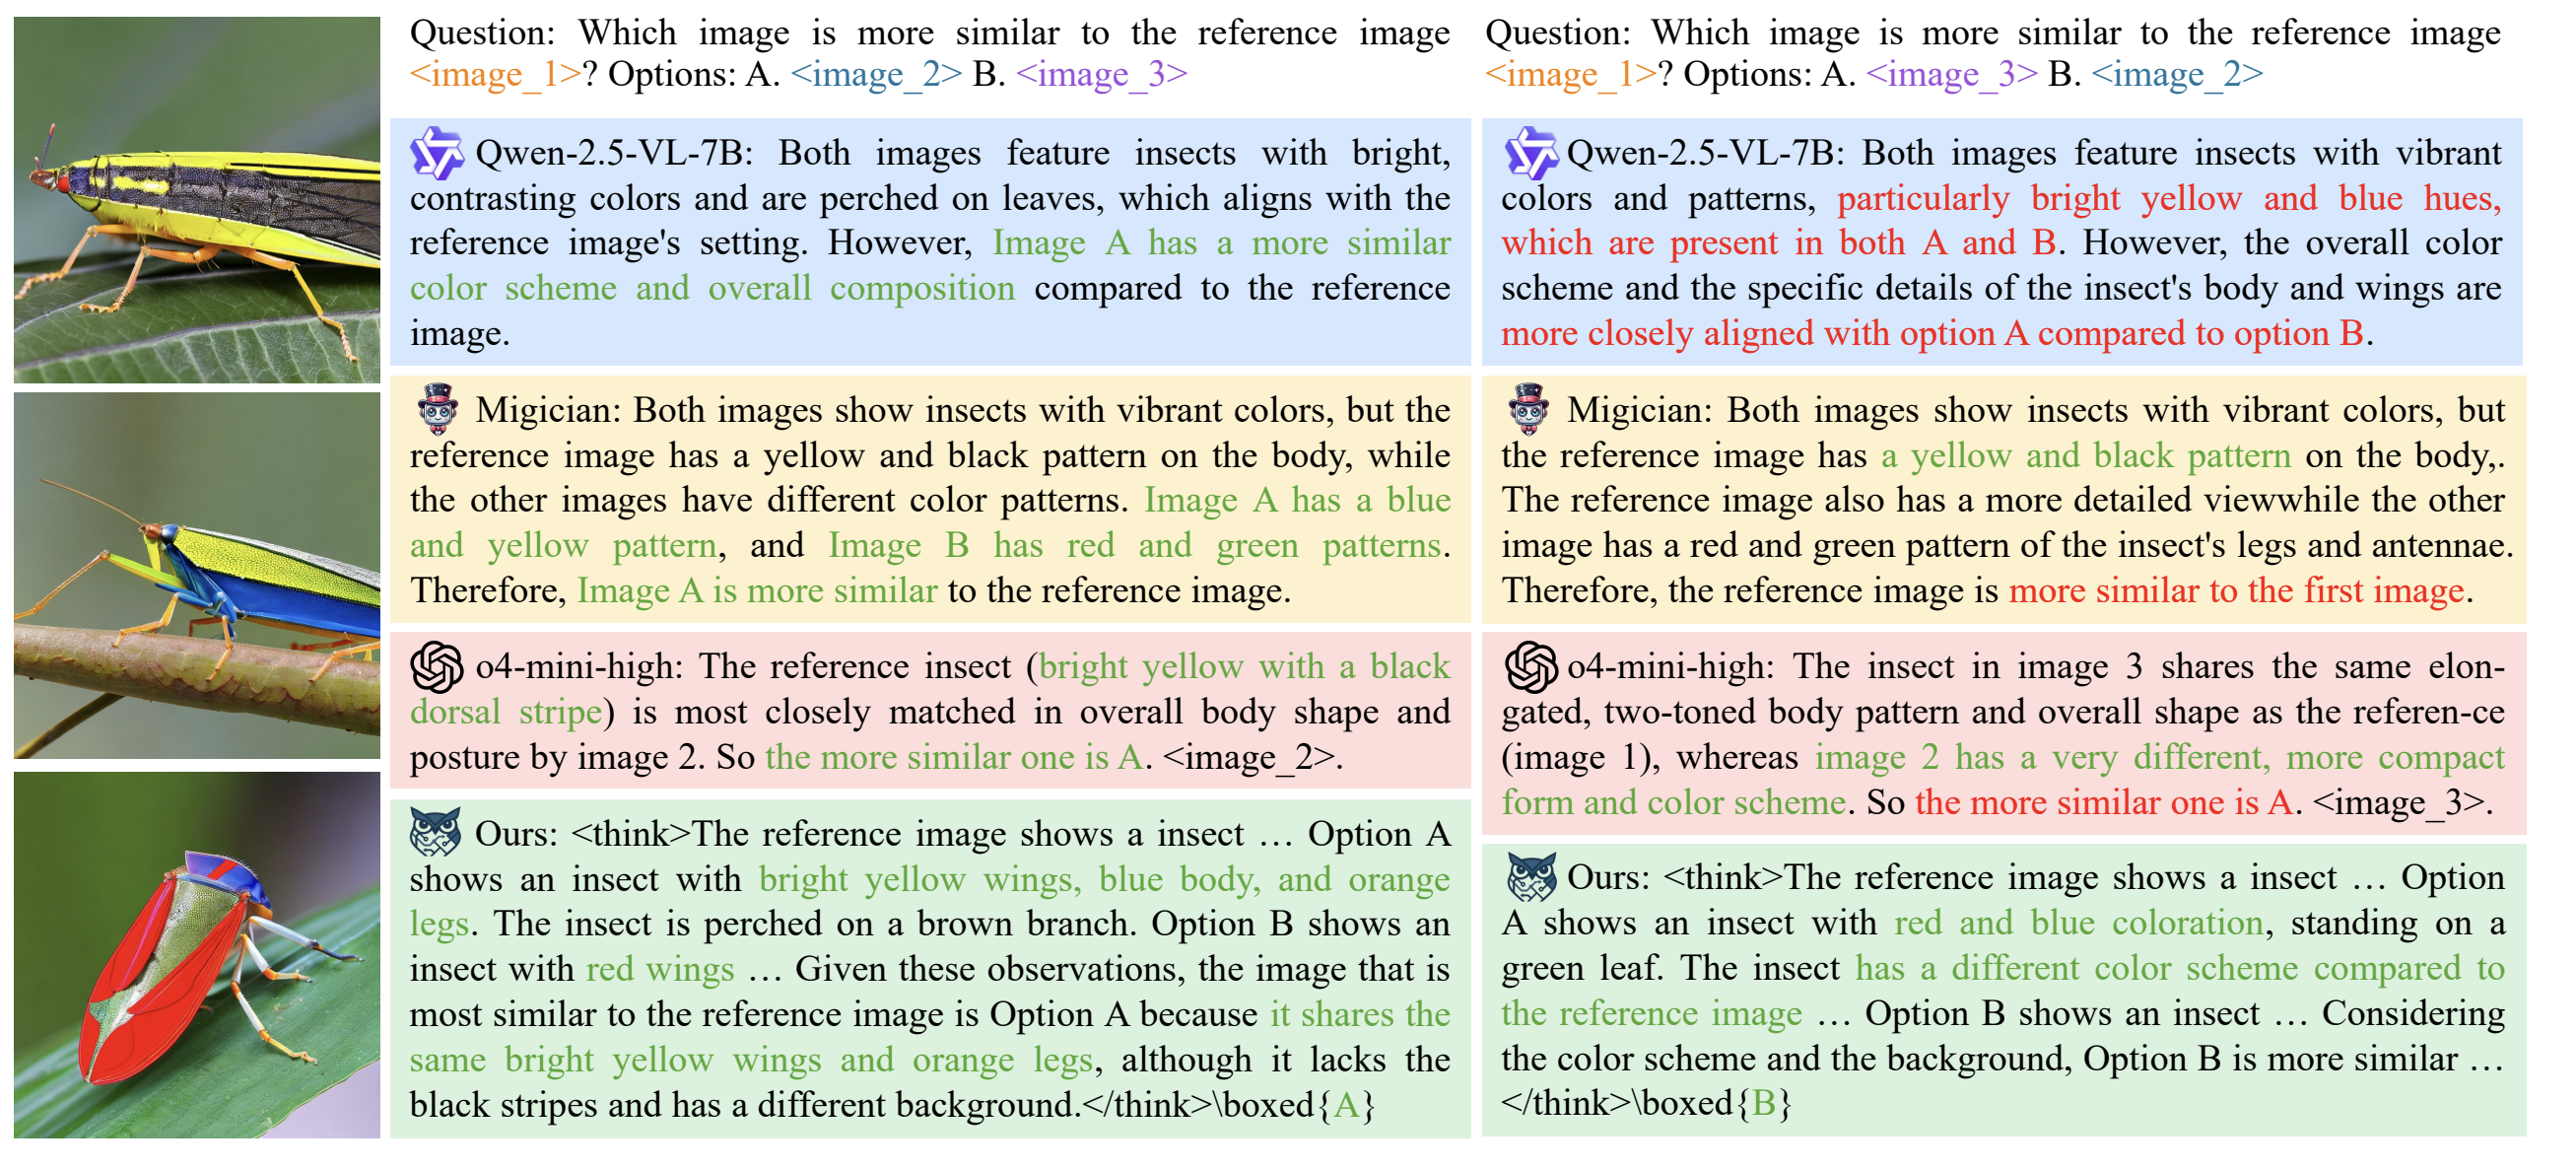 Question: Which image is more similar to the reference image
<image_1>? Options: A. <image_2> B. <image_3>
Qwen-2.5-VL-7B: Both images feature insects with bright,
contrasting colors and are perched on leaves, which aligns with the
reference image's setting. However, Image A has a more similar
color scheme and overall composition compared to the reference
image.
Migician: Both images show insects with vibrant colors, but the
reference image has a yellow and black pattern on the body, while
the other images have different color patterns. Image A has a blue
and yellow pattern, and Image B has red and green patterns.
Therefore, Image A is more similar to the reference image.
o4-mini-high: The reference insect (bright yellow with a black
dorsal stripe) is most closely matched in overall body shape and
posture by image 2. So the more similar one is A. <image_2>.
Ours: <think>The reference image shows a insect … Option A
shows an insect with bright yellow wings, blue body, and orange
legs. The insect is perched on a brown branch. Option B shows an
insect with red wings … Given these observations, the image that is
most similar to the reference image is Option A because it shares the
same bright yellow wings and orange legs, although it lacks the
black stripes and has a different background.</think>\boxed{A}
Question: Which image is more similar to the reference image
<image_1>? Options: A. <image_3> B. <image_2>
Qwen-2.5-VL-7B: Both images feature insects with vibrant
colors and patterns, particularly bright yellow and blue hues,
which are present in both A and B. However, the overall color
scheme and the specific details of the insect's body and wings are
more closely aligned with option A compared to option B.
Migician: Both images show insects with vibrant colors, but
the reference image has a yellow and black pattern on the body,.
The reference image also has a more detailed viewwhile the other
image has a red and green pattern of the insect's legs and antennae.
Therefore, the reference image is more similar to the first image.
o4-mini-high: The insect in image 3 shares the same elon-
gated, two-toned body pattern and overall shape as the referen-ce
(image 1), whereas image 2 has a very different, more compact
form and color scheme. So the more similar one is A. <image_3>.
Ours: <think>The reference image shows a insect … Option
A shows an insect with red and blue coloration, standing on a
green leaf. The insect has a different color scheme compared to
the reference image … Option B shows an insect … Considering
the color scheme and the background, Option B is more similar …
</think>\boxed{B}